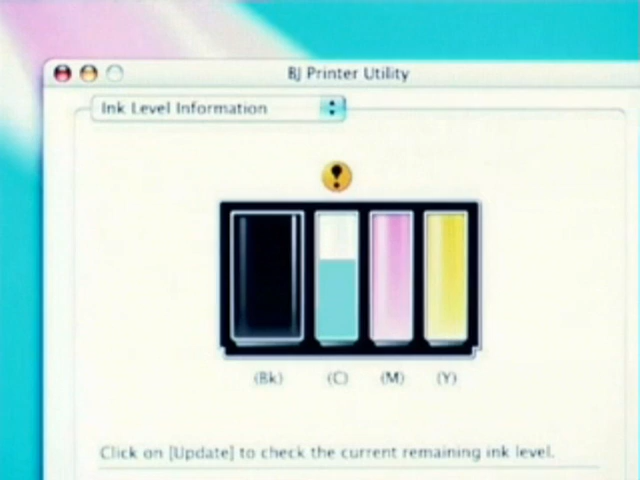 BJ Printer Utility
Ink Level Information
!
(Bk) (C) (M) (Y)
Click on [Update] to check the current remaining ink level.